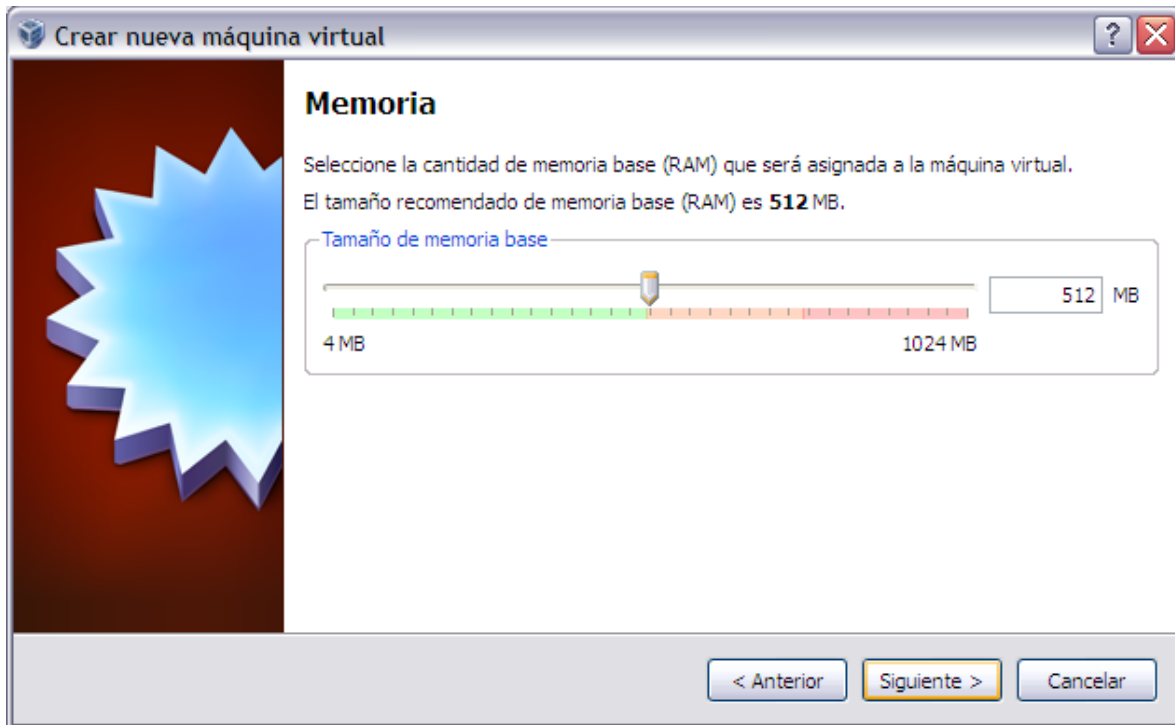 Crear nueva máquina virtual
?
Memoria
Seleccione la cantidad de memoria base (RAM) que será asignada a la máquina virtual.
El tamaño recomendado de memoria base (RAM) es 512 MB.
Tamaño de memoria base
512 MB
4 MB 1024 MB
< Anterior Siguiente > Cancelar